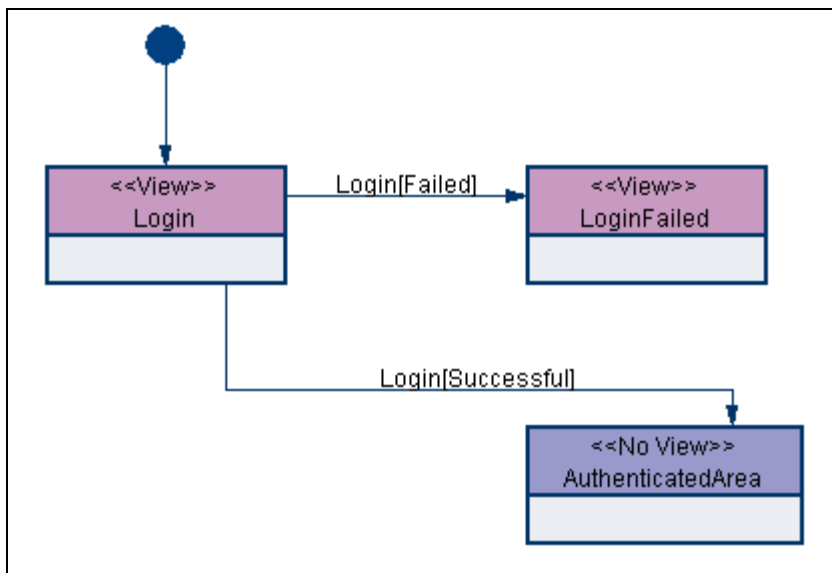 <<View>>
Login
Login[Failed]
<<View>>
LoginFailed
Login[Successful]
<<No View>>
AuthenticatedArea